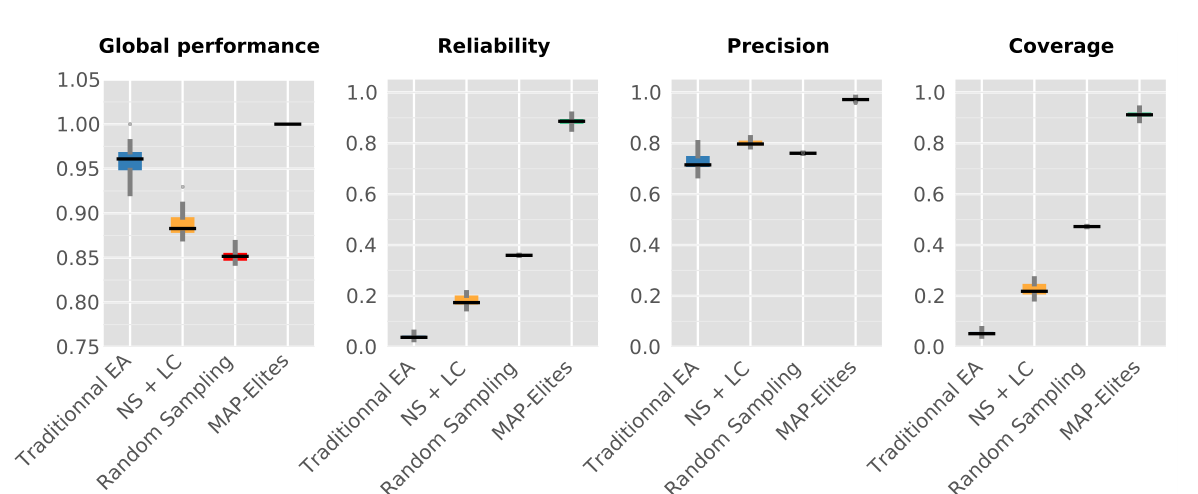 Global performance
Reliability
Precision
Coverage
1.05
1.00
0.95
0.90
0.85
0.80
0.75
Traditionnal EA
NS + LC
Random Sampling
MAP-Elites
1.0
0.8
0.6
0.4
0.2
0.0
Traditionnal EA
NS + LC
Random Sampling
MAP-Elites
1.0
0.8
0.6
0.4
0.2
0.0
Traditionnal EA
NS + LC
Random Sampling
MAP-Elites
1.0
0.8
0.6
0.4
0.2
0.0
Traditionnal EA
NS + LC
Random Sampling
MAP-Elites